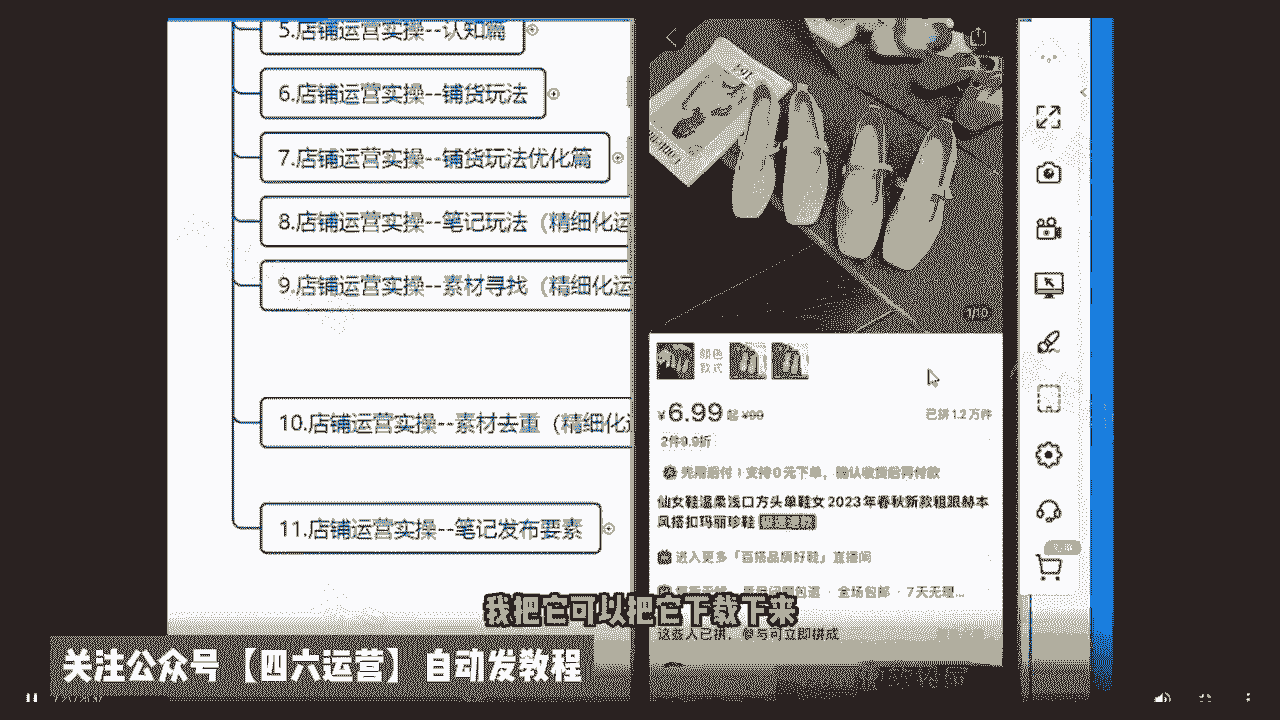 5.店铺运营实操--认知篇
6.店铺运营实操--铺货玩法
7.店铺运营实操--铺货玩法优化篇
8.店铺运营实操--笔记玩法（精细化运
9.店铺运营实操--素材寻找（精细化运
10.店铺运营实操--素材去重（精细化运
11.店铺运营实操--笔记发布要素
1/10
颜色
款式
¥6.99起 ¥99
已拼1.2万件
2件9.9折
先用后付 支持0元下单，确认收货后再付款
仙女鞋温柔浅口方头单鞋女2023年春秋新款粗跟赫本
风搭扣玛丽珍鞋
进入更多「百搭品牌好鞋」直播间
全场包邮 · 7天无理...
我把它可以把它下载下来
这些人已拼，参与可立即拼成
关注公众号【四六运营】自动发教程